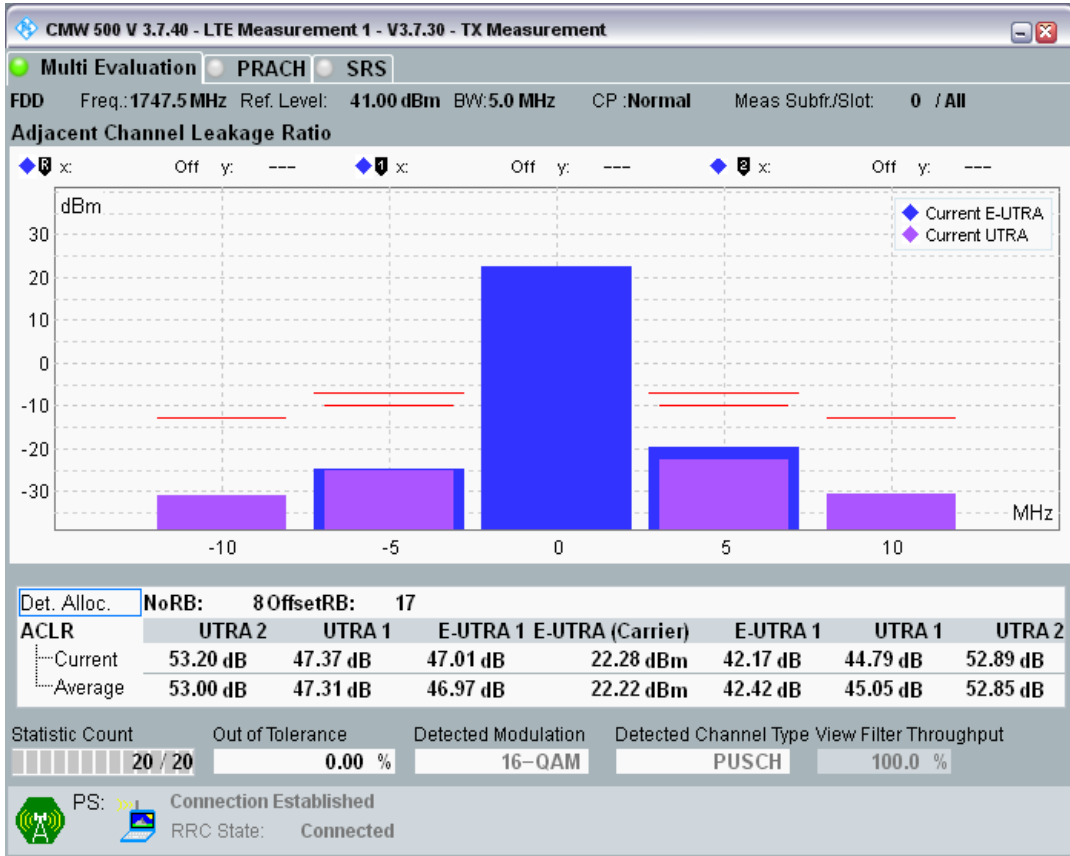 CMW 500 V 3.7.40 - LTE Measurement 1 - V3.7.30 - TX Measurement
Multi Evaluation PRACH SRS
FDD Freq.:1747.5 MHz Ref. Level: 41.00 dBm BW:5.0 MHz CP :Normal Meas Subfr./Slot: 0 / All
Adjacent Channel Leakage Ratio
R x: Off y: --- 1 x: Off y: --- 2 x: Off y: ---
dBm
Current E-UTRA
Current UTRA
30
20
10
0
-10
-20
-30
MHz
-10 -5 0 5 10
Det. Alloc. NoRB: 8 OffsetRB: 17
ACLR UTRA 2 UTRA 1 E-UTRA 1 E-UTRA (Carrier) E-UTRA 1 UTRA 1 UTRA 2
Current 53.20 dB 47.37 dB 47.01 dB 22.28 dBm 42.17 dB 44.79 dB 52.89 dB
Average 53.00 dB 47.31 dB 46.97 dB 22.22 dBm 42.42 dB 45.05 dB 52.85 dB
Statistic Count Out of Tolerance Detected Modulation Detected Channel Type View Filter Throughput
20 / 20 0.00 % 16-QAM PUSCH 100.0 %
PS: Connection Established
RRC State: Connected